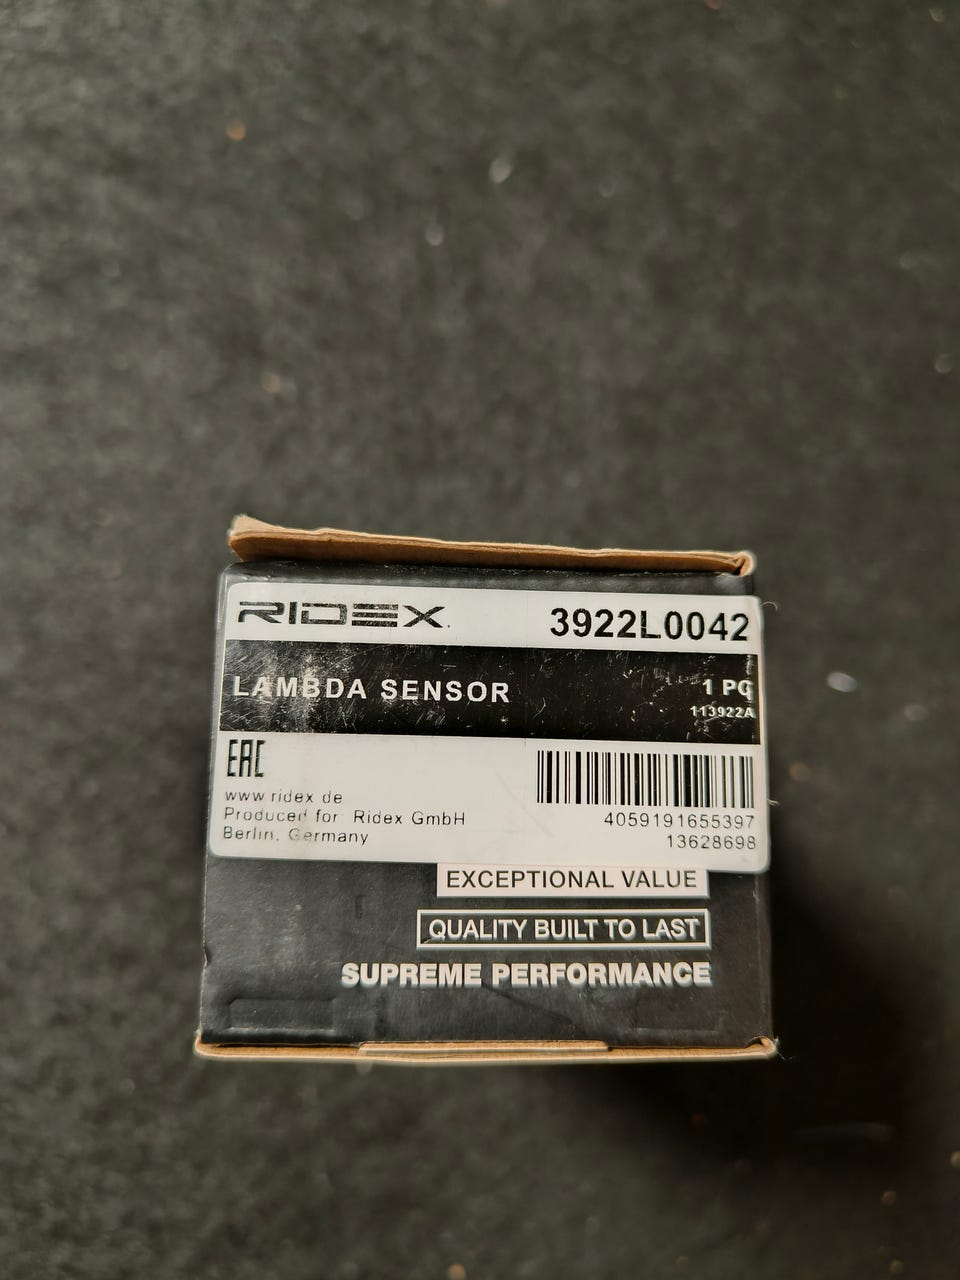 RIDEX.
3922L0042
LAMBDA SENSOR
1 PC
113922A
EAC
www.ridex.de
Produced for: Ridex GmbH
Berlin, Germany
4059191655397
13628698
EXCEPTIONAL VALUE
QUALITY BUILT TO LAST
SUPREME PERFORMANCE